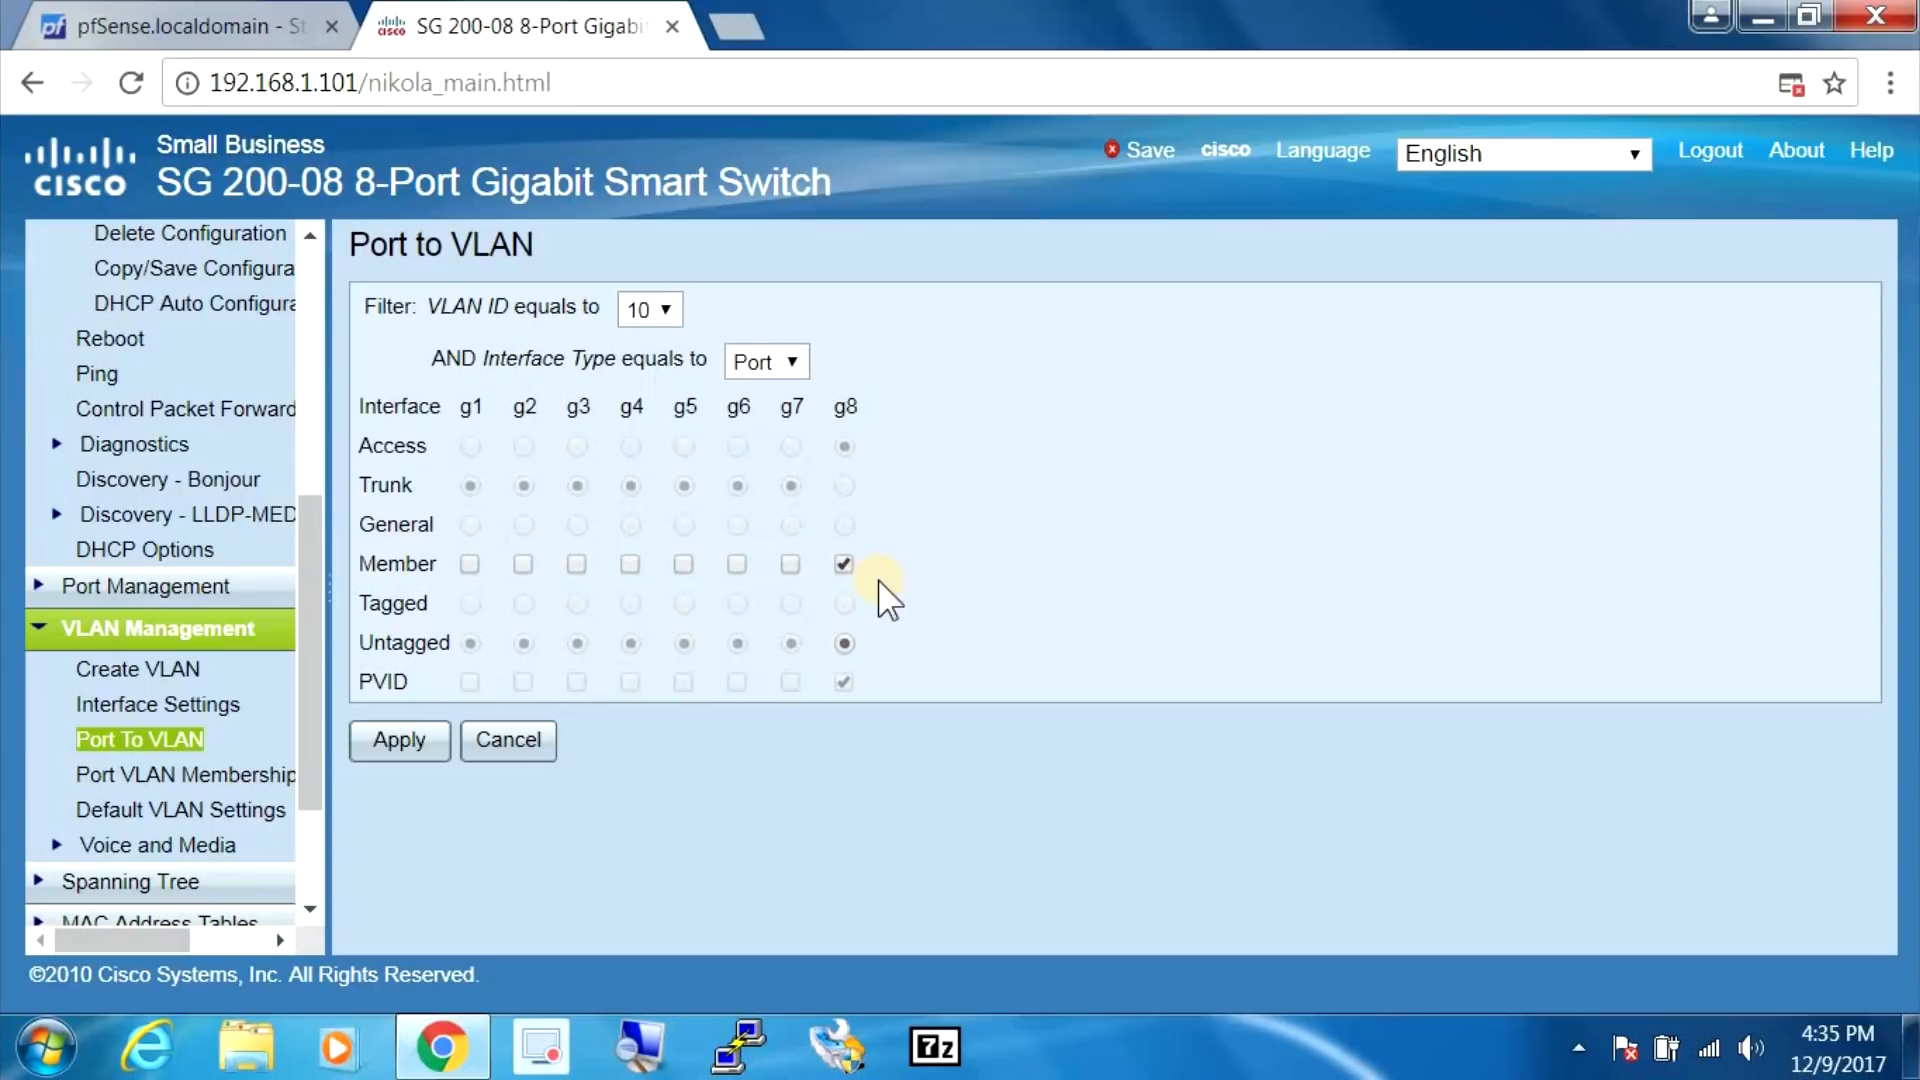 pfSense.localdomain - St
SG 200-08 8-Port Gigabi
192.168.1.101/nikola_main.html
Small Business
cisco SG 200-08 8-Port Gigabit Smart Switch
Save cisco Language English Logout About Help
Delete Configuration
Copy/Save Configura
DHCP Auto Configura
Reboot
Ping
Control Packet Forward
Diagnostics
Discovery - Bonjour
Discovery - LLDP-MED
DHCP Options
Port Management
VLAN Management
Create VLAN
Interface Settings
Port To VLAN
Port VLAN Membership
Default VLAN Settings
Voice and Media
Spanning Tree
MAC Address Tables
Port to VLAN
Filter: VLAN ID equals to 10
AND Interface Type equals to Port
Interface g1 g2 g3 g4 g5 g6 g7 g8
Access
Trunk
General
Member
Tagged
Untagged
PVID
Apply Cancel
©2010 Cisco Systems, Inc. All Rights Reserved.
7z
4:35 PM
12/9/2017